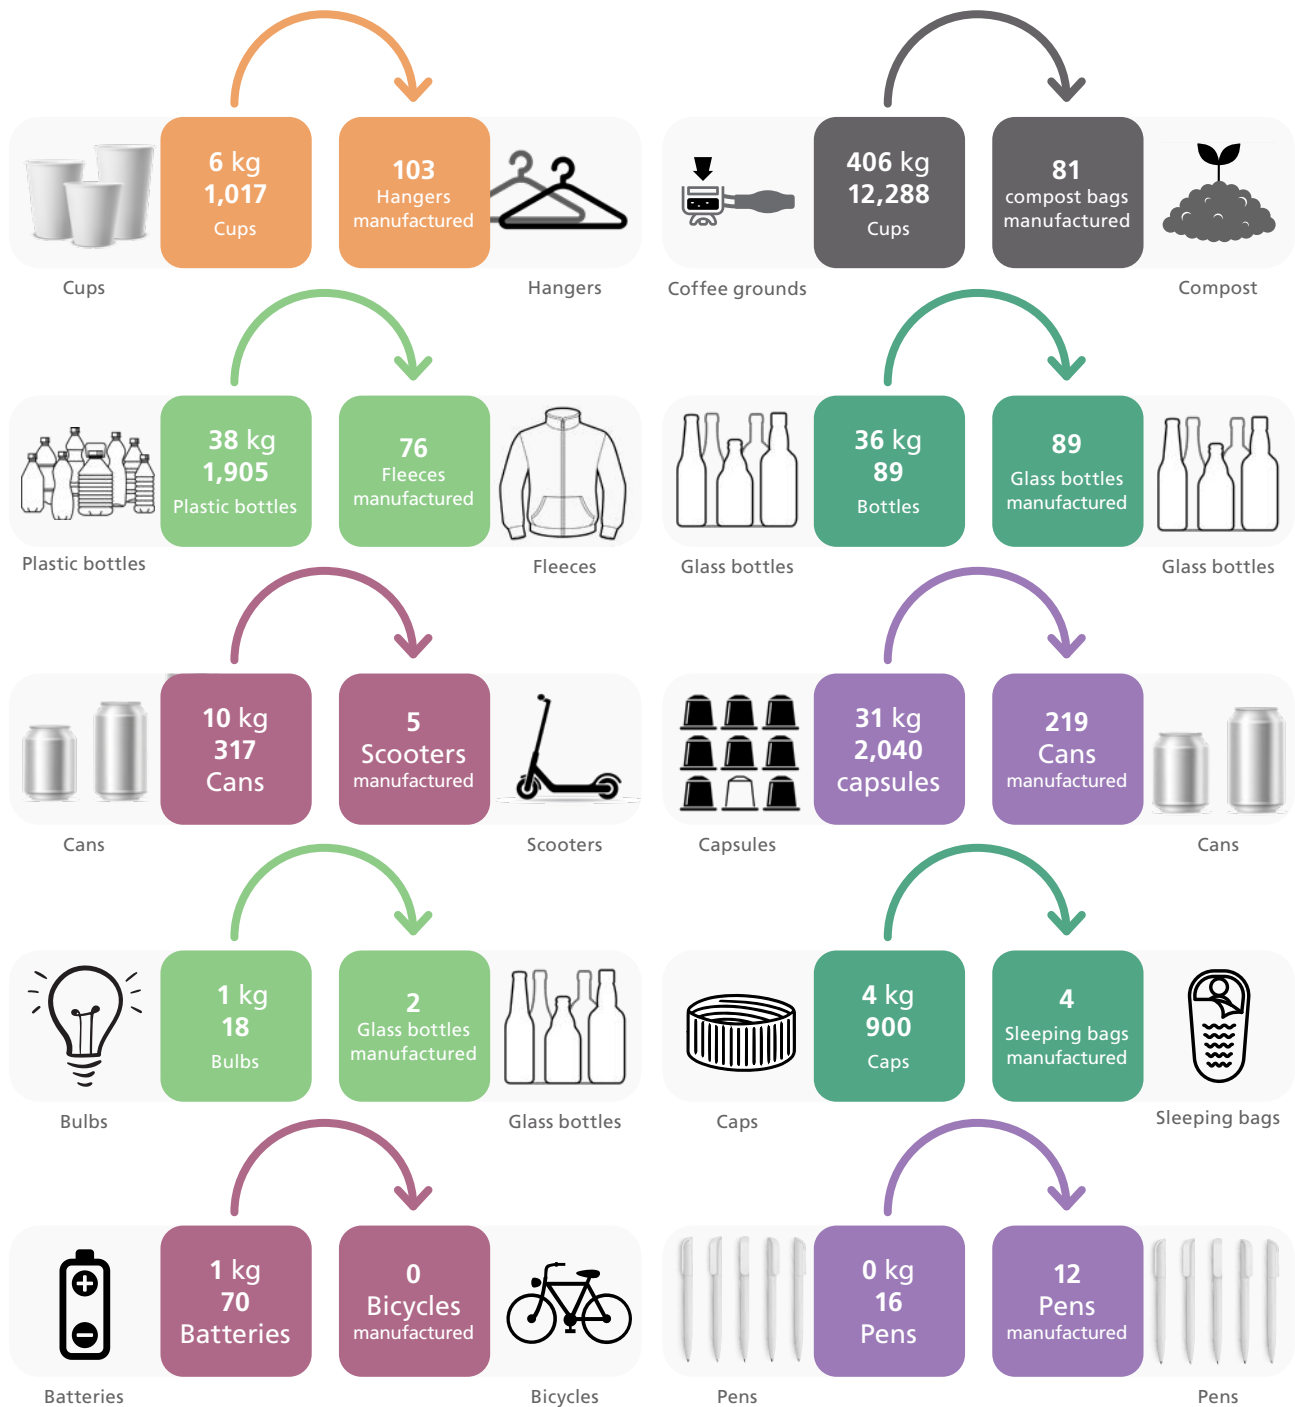 6 kg
1,017
Cups
103
Hangers
manufactured
Cups
Hangers
406 kg
12,288
Cups
81
compost bags
manufactured
Coffee grounds
Compost
38 kg
1,905
Plastic bottles
76
Fleeces
manufactured
Plastic bottles
Fleeces
36 kg
89
Bottles
89
Glass bottles
manufactured
Glass bottles
Glass bottles
10 kg
317
Cans
5
Scooters
manufactured
Cans
Scooters
31 kg
2,040
capsules
219
Cans
manufactured
Capsules
Cans
1 kg
18
Bulbs
2
Glass bottles
manufactured
Bulbs
Glass bottles
4 kg
900
Caps
4
Sleeping bags
manufactured
Caps
Sleeping bags
1 kg
70
Batteries
0
Bicycles
manufactured
Batteries
Bicycles
0 kg
16
Pens
12
Pens
manufactured
Pens
Pens